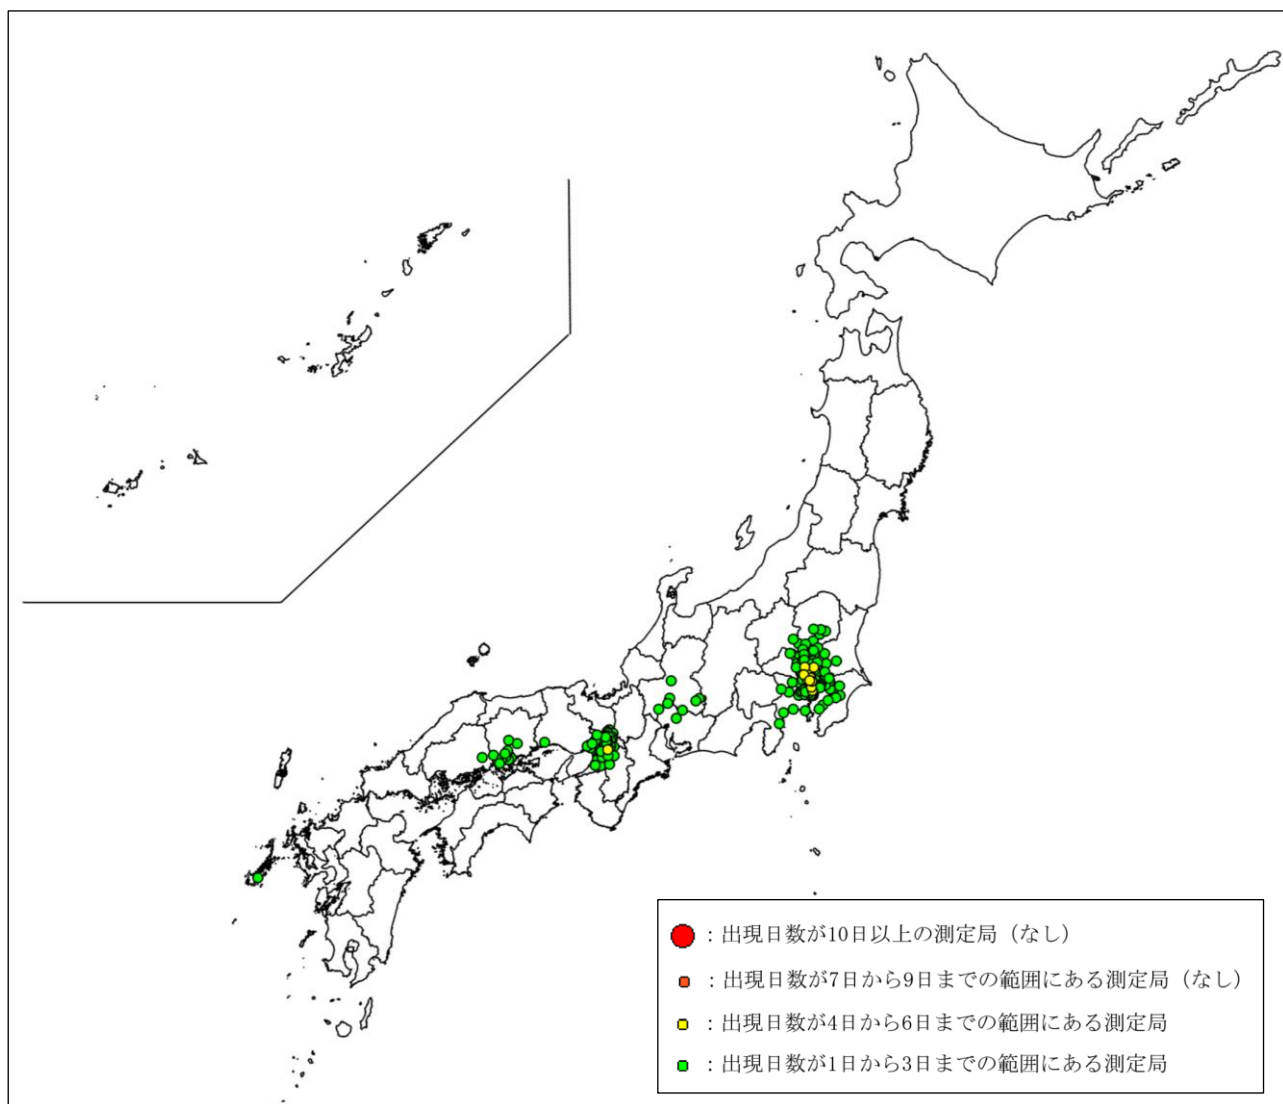 ：出現日数が10日以上の測定局（なし）
：出現日数が7日から9日までの範囲にある測定局（なし）
：出現日数が4日から6日までの範囲にある測定局
：出現日数が1日から3日までの範囲にある測定局